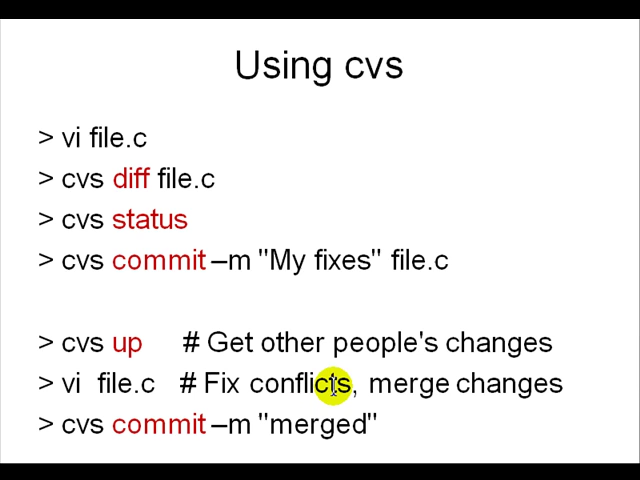 Using cvs
> vi file.c
> cvs diff file.c
> cvs status
> cvs commit –m "My fixes" file.c
> cvs up # Get other people's changes
> vi file.c # Fix conflicts, merge changes
> cvs commit –m "merged"